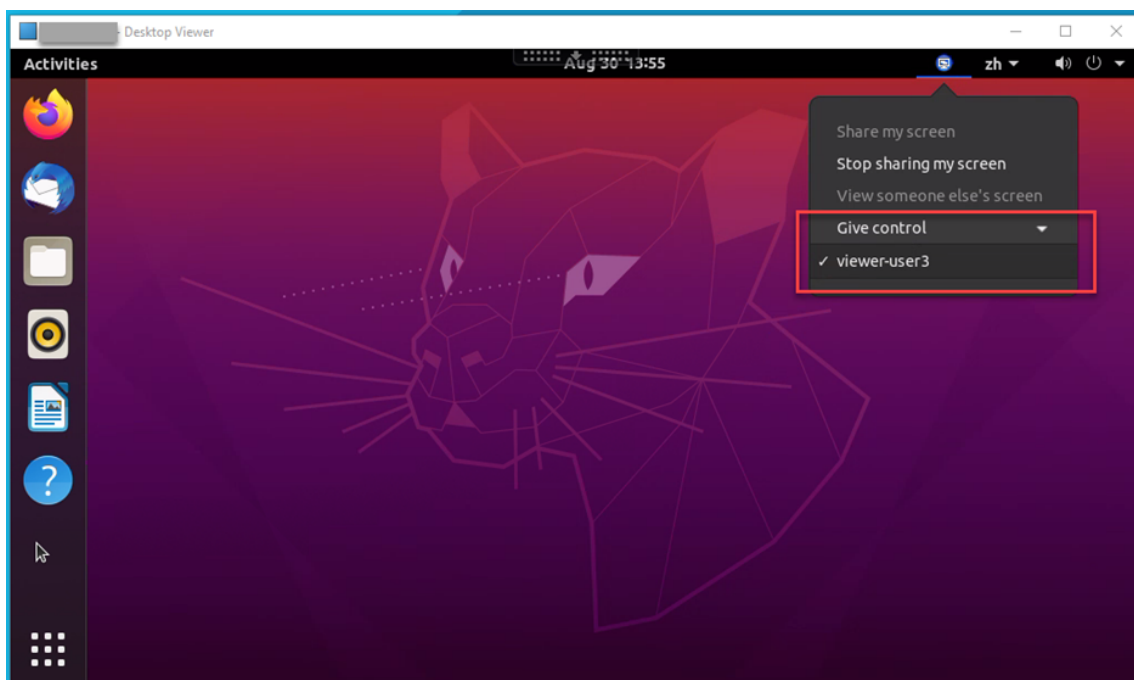 - Desktop Viewer
Activities Aug 30 13:55 zh
Share my screen
Stop sharing my screen
View someone else's screen
Give control
✓ viewer-user3
?